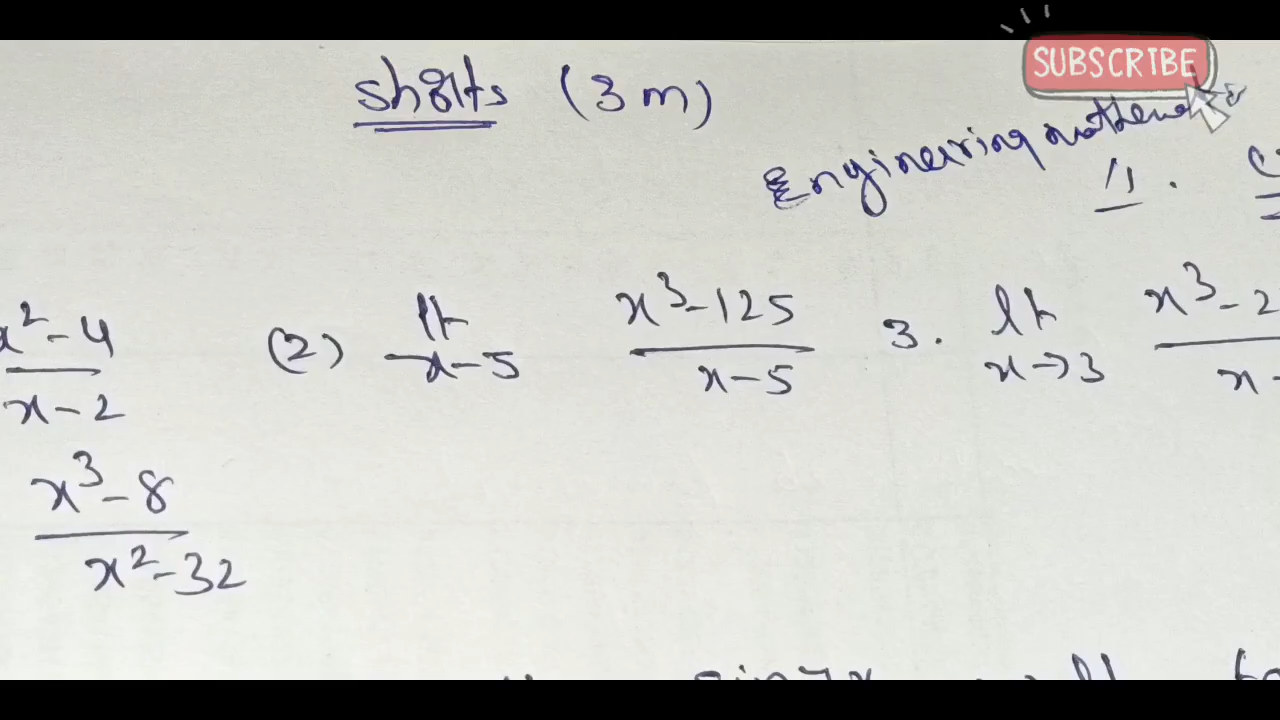 SUBSCRIBE
shorts (3m)
Engineering
11.
x²-4 / x-2 (2) lt x-5 x³-125 / x-5 3. lt x→3 x³-2
x³-8 / x²-32